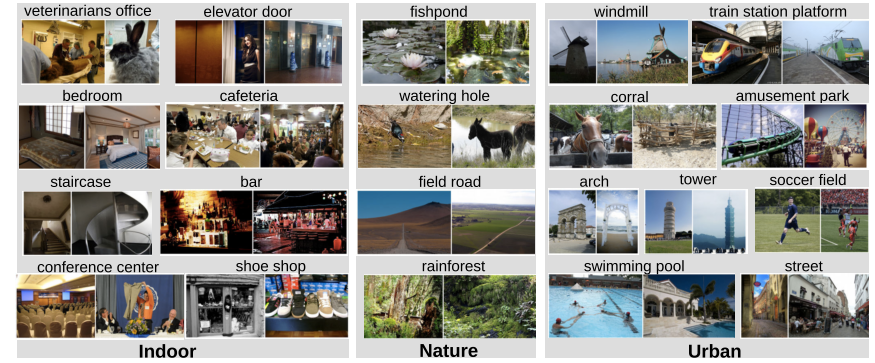 veterinarians office
elevator door
fishpond
windmill
train station platform
bedroom
cafeteria
watering hole
corral
amusement park
staircase
bar
field road
arch
tower
soccer field
conference center
shoe shop
rainforest
swimming pool
street
Indoor
Nature
Urban